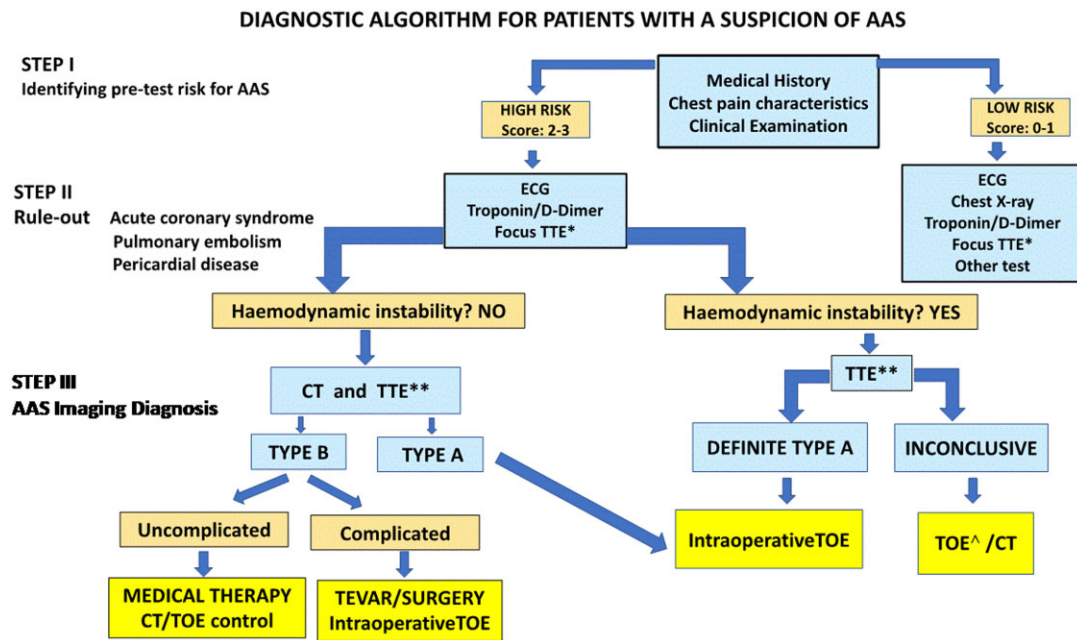 DIAGNOSTIC ALGORITHM FOR PATIENTS WITH A SUSPICION OF AAS
STEP I
Identifying pre-test risk for AAS
Medical History
Chest pain characteristics
Clinical Examination
HIGH RISK
Score: 2-3
LOW RISK
Score: 0-1
STEP II
Rule-out Acute coronary syndrome
Pulmonary embolism
Pericardial disease
ECG
Troponin/D-Dimer
Focus TTE*
ECG
Chest X-ray
Troponin/D-Dimer
Focus TTE*
Other test
Haemodynamic instability? NO
Haemodynamic instability? YES
STEP III
AAS Imaging Diagnosis
CT and TTE**
TTE**
TYPE B
TYPE A
DEFINITE TYPE A
INCONCLUSIVE
Uncomplicated
Complicated
IntraoperativeTOE
TOE^ /CT
MEDICAL THERAPY
CT/TOE control
TEVAR/SURGERY
IntraoperativeTOE